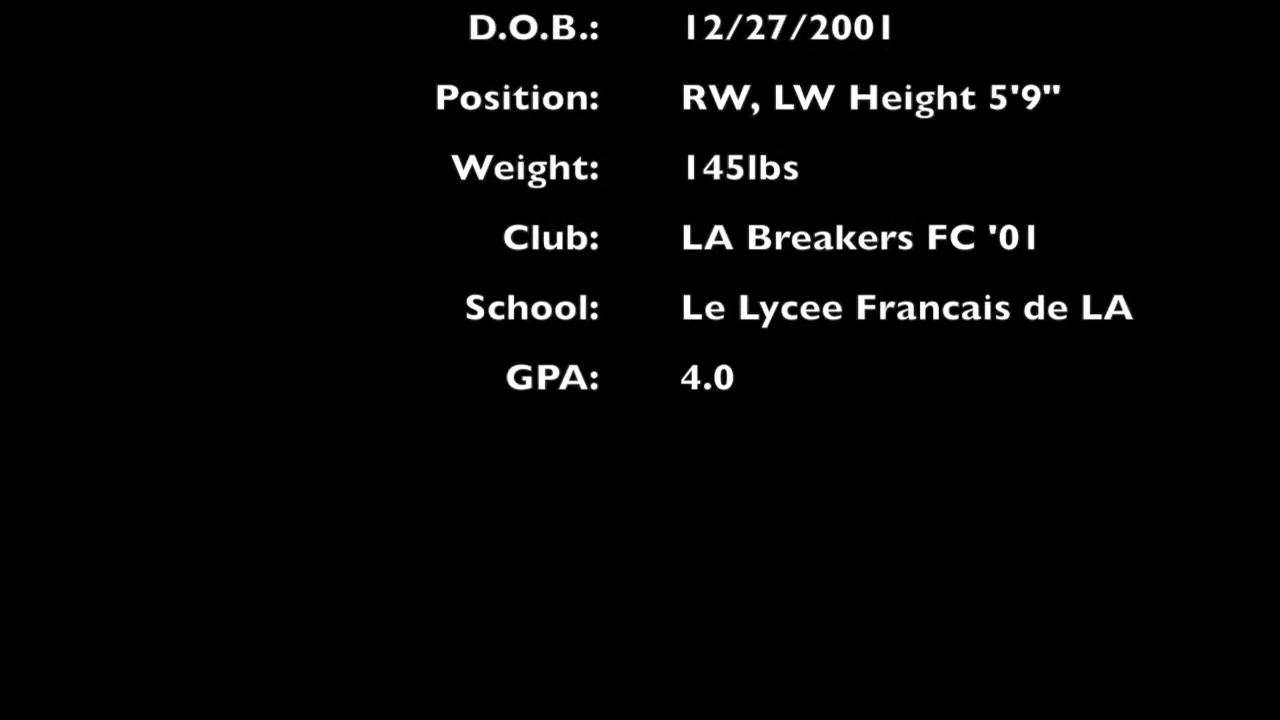 D.O.B.: 12/27/2001
Position: RW, LW Height 5'9"
Weight: 145lbs
Club: LA Breakers FC '01
School: Le Lycee Francais de LA
GPA: 4.0